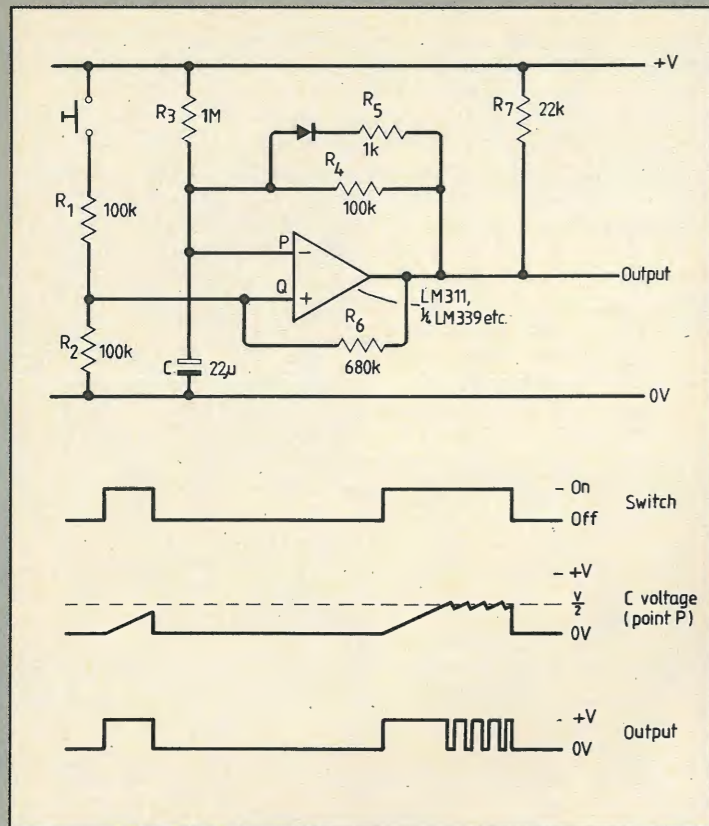 +V
R3
1M
R5
1k
R7
22k
R4
100k
R1
100k
P
−
Q
+
Output
LM311,
¼ LM339 etc.
R2
100k
R6
680k
C
22µ
0V
- On
Off
Switch
- +V
V/2
0V
C voltage
(point P)
- +V
0V
Output